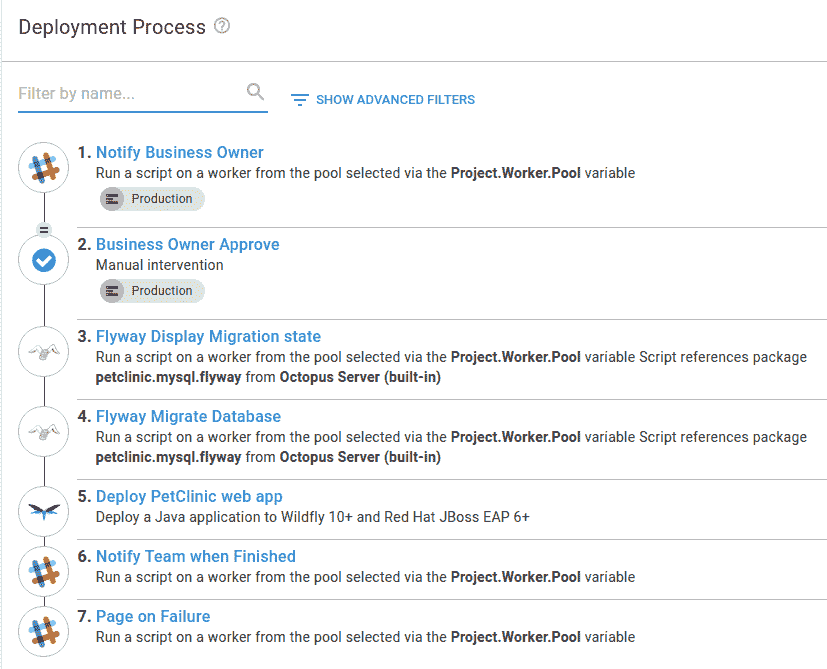 Deployment Process ?
Filter by name...
SHOW ADVANCED FILTERS
1. Notify Business Owner
Run a script on a worker from the pool selected via the Project.Worker.Pool variable
Production
2. Business Owner Approve
Manual intervention
Production
3. Flyway Display Migration state
Run a script on a worker from the pool selected via the Project.Worker.Pool variable Script references package
petclinic.mysql.flyway from Octopus Server (built-in)
4. Flyway Migrate Database
Run a script on a worker from the pool selected via the Project.Worker.Pool variable Script references package
petclinic.mysql.flyway from Octopus Server (built-in)
5. Deploy PetClinic web app
Deploy a Java application to Wildfly 10+ and Red Hat JBoss EAP 6+
6. Notify Team when Finished
Run a script on a worker from the pool selected via the Project.Worker.Pool variable
7. Page on Failure
Run a script on a worker from the pool selected via the Project.Worker.Pool variable